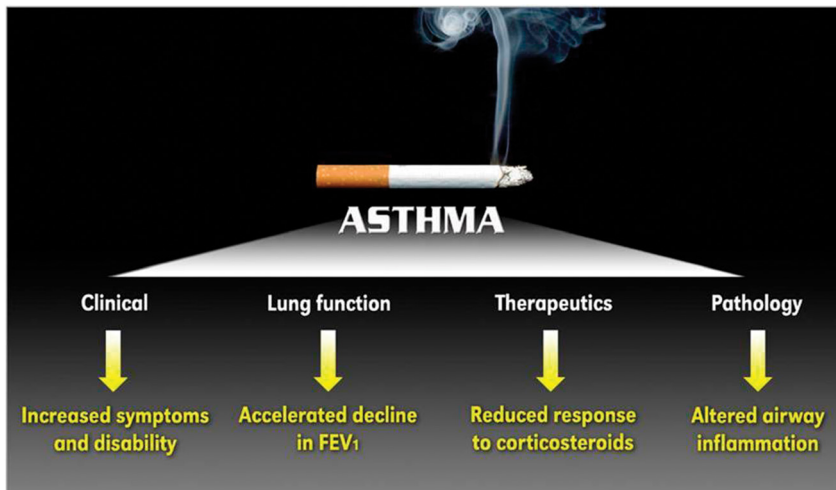 ASTHMA
Clinical
Lung function
Therapeutics
Pathology
Increased symptoms
and disability
Accelerated decline
in FEV₁
Reduced response
to corticosteroids
Altered airway
inflammation